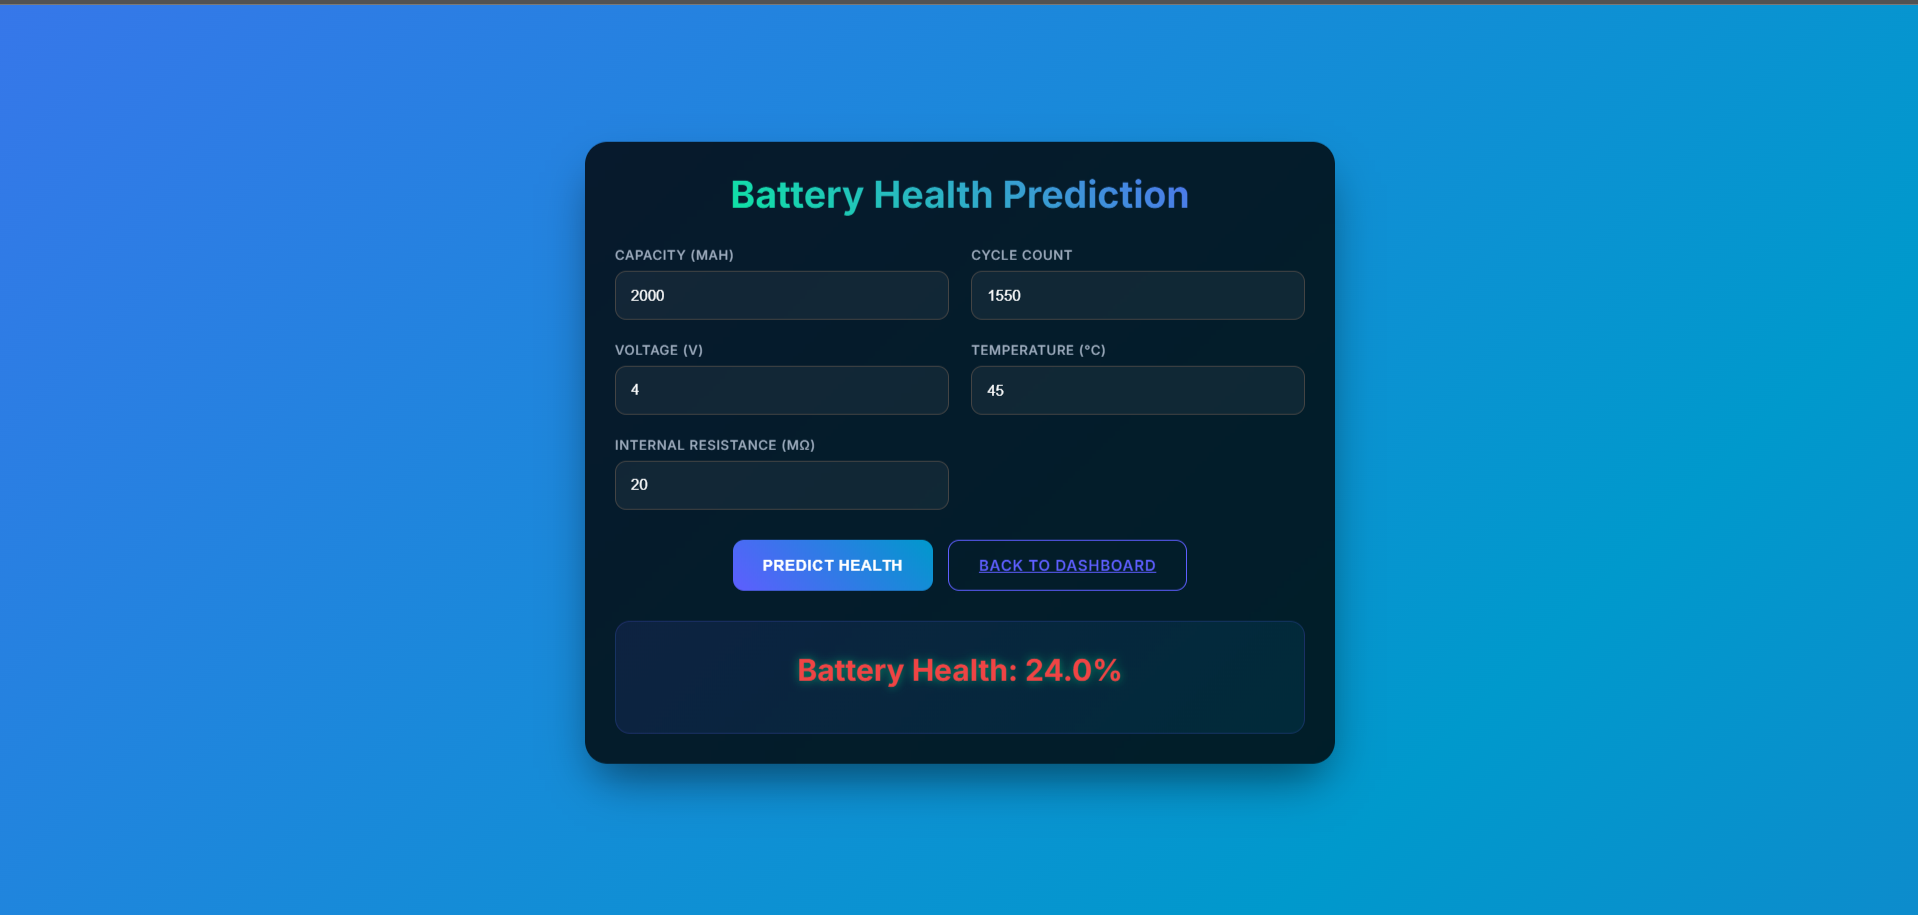 Battery Health Prediction
CAPACITY (MAH)
2000
CYCLE COUNT
1550
VOLTAGE (V)
4
TEMPERATURE (°C)
45
INTERNAL RESISTANCE (MΩ)
20
PREDICT HEALTH
BACK TO DASHBOARD
Battery Health: 24.0%